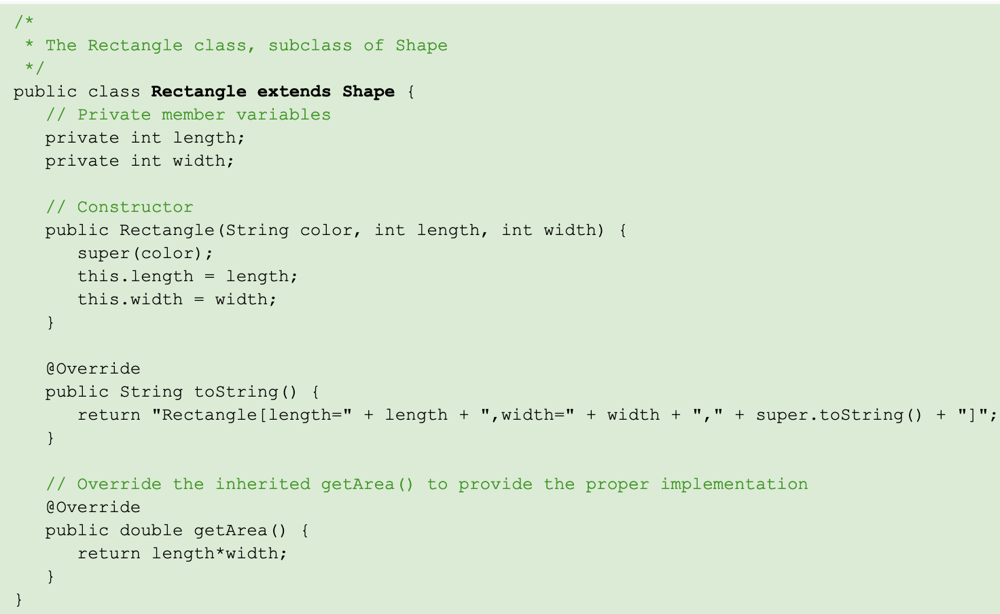 /*
 * The Rectangle class, subclass of Shape
 */
public class Rectangle extends Shape {
   // Private member variables
   private int length;
   private int width;

   // Constructor
   public Rectangle(String color, int length, int width) {
      super(color);
      this.length = length;
      this.width = width;
   }

   @Override
   public String toString() {
      return "Rectangle[length=" + length + ",width=" + width + "," + super.toString() + "]";
   }

   // Override the inherited getArea() to provide the proper implementation
   @Override
   public double getArea() {
      return length*width;
   }
}